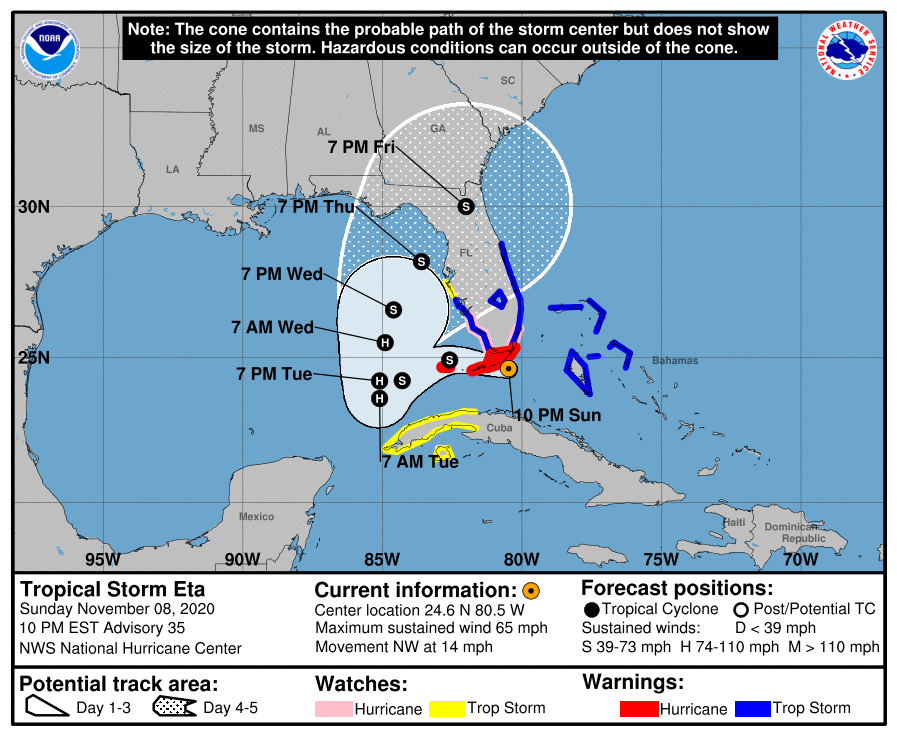 Note: The cone contains the probable path of the storm center but does not show
the size of the storm. Hazardous conditions can occur outside of the cone.
NOAA
NATIONAL WEATHER SERVICE
SC
MS
AL
GA
LA
7 PM Fri
S
30N
7 PM Thu
S
FL
7 PM Wed
S
7 AM Wed
H
25N
S
Bahamas
7 PM Tue
H
S
H
10 PM Sun
Cuba
7 AM Tue
Mexico
Haiti
Dominican
Republic
95W
90W
85W
80W
75W
70W
Tropical Storm Eta
Sunday November 08, 2020
10 PM EST Advisory 35
NWS National Hurricane Center
Current information:
Center location 24.6 N 80.5 W
Maximum sustained wind 65 mph
Movement NW at 14 mph
Forecast positions:
Tropical Cyclone
Post/Potential TC
Sustained winds:
D < 39 mph
S 39-73 mph
H 74-110 mph
M > 110 mph
Potential track area:
Day 1-3
Day 4-5
Watches:
Hurricane
Trop Storm
Warnings:
Hurricane
Trop Storm